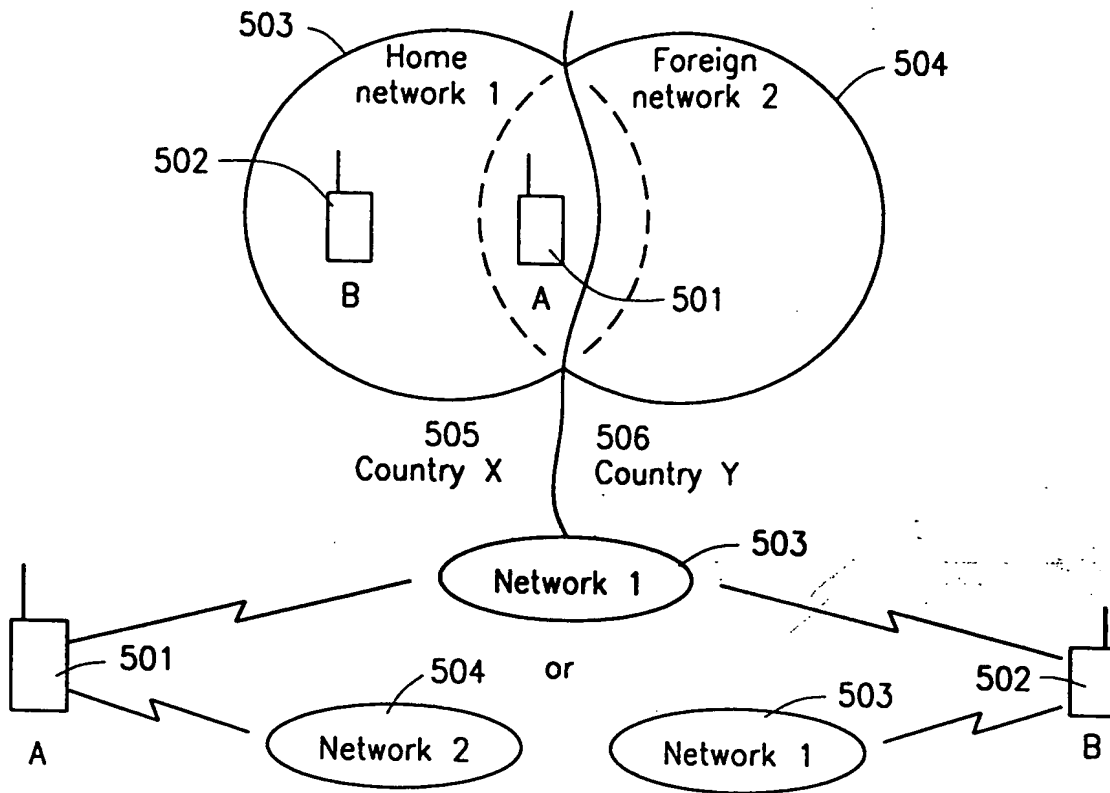 503
Home
network 1
Foreign
network 2
504
502
B
A
501
505
Country X
506
Country Y
Network 1
503
501
A
504
Network 2
or
503
Network 1
502
B